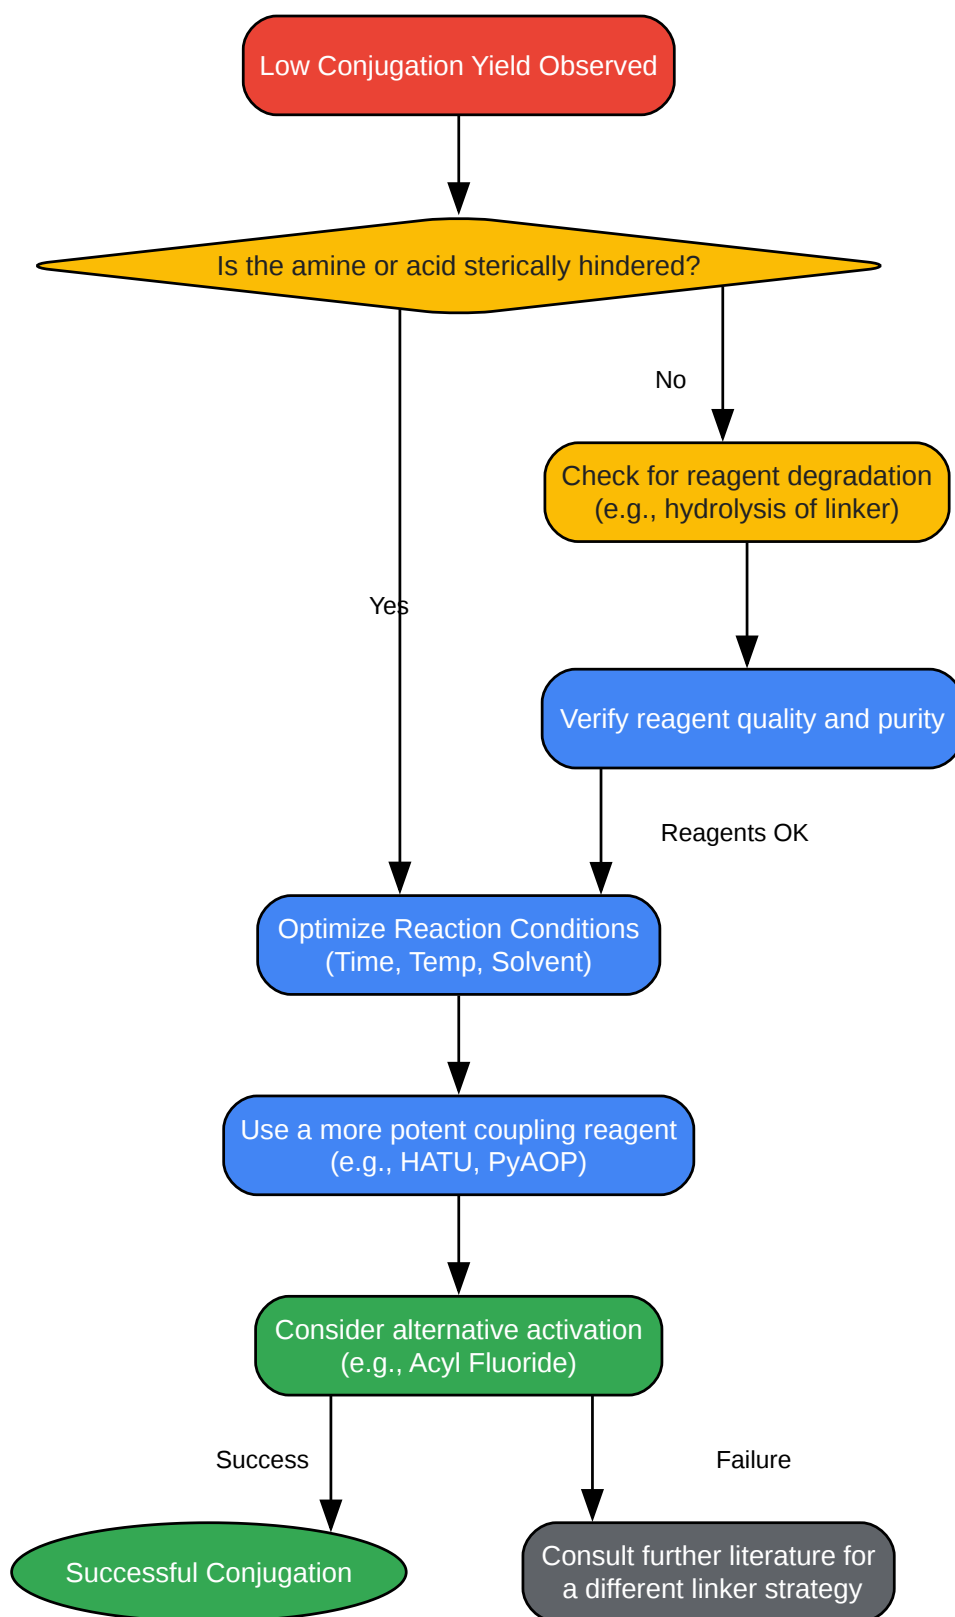 Low Conjugation Yield Observed
Is the amine or acid sterically hindered?
No
Check for reagent degradation
(e.g., hydrolysis of linker)
Yes
Verify reagent quality and purity
Reagents OK
Optimize Reaction Conditions
(Time, Temp, Solvent)
Use a more potent coupling reagent
(e.g., HATU, PyAOP)
Consider alternative activation
(e.g., Acyl Fluoride)
Success
Failure
Successful Conjugation
Consult further literature for
a different linker strategy